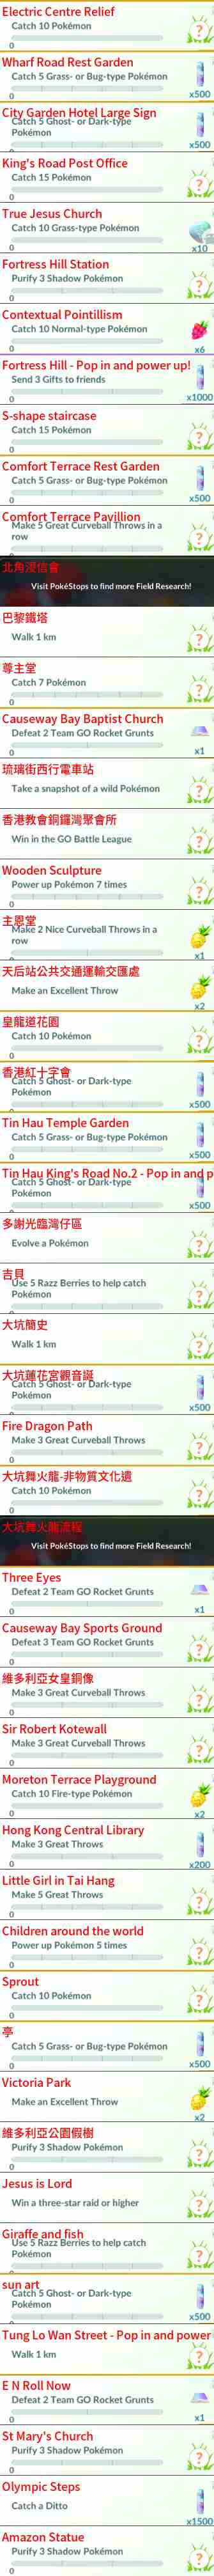 Electric Centre Relief
Catch 10 Pokémon
0
Wharf Road Rest Garden
Catch 5 Grass- or Bug-type Pokémon
0
x500
City Garden Hotel Large Sign
Catch 5 Ghost- or Dark-type
Pokémon
x500
King's Road Post Office
Catch 15 Pokémon
0
True Jesus Church
Catch 10 Grass-type Pokémon
0
x10
Fortress Hill Station
Purify 3 Shadow Pokémon
0
Contextual Pointillism
Catch 10 Normal-type Pokémon
0
x6
Fortress Hill - Pop in and power up!
Send 3 Gifts to friends
0
x1000
S-shape staircase
Catch 15 Pokémon
0
Comfort Terrace Rest Garden
Catch 5 Grass- or Bug-type Pokémon
0
x500
Comfort Terrace Pavillion
Make 5 Great Curveball Throws in a
row
北角浸信會
Visit PokéStops to find more Field Research!
巴黎鐵塔
Walk 1 km
尊主堂
Catch 7 Pokémon
0
Causeway Bay Baptist Church
Defeat 2 Team GO Rocket Grunts
0
x1
琉璃街西行電車站
Take a snapshot of a wild Pokémon
香港教會銅鑼灣聚會所
Win in the GO Battle League
Wooden Sculpture
Power up Pokémon 7 times
0
主恩堂
Make 2 Nice Curveball Throws in a
row
x1
天后站公共交通運輸交匯處
Make an Excellent Throw
x2
皇龍道花園
Catch 10 Pokémon
0
香港紅十字會
Catch 5 Ghost- or Dark-type
Pokémon
x500
Tin Hau Temple Garden
Catch 5 Grass- or Bug-type Pokémon
0
x500
Tin Hau King's Road No.2 - Pop in and p
Catch 5 Ghost- or Dark-type
Pokémon
x500
多謝光臨灣仔區
Evolve a Pokémon
吉貝
Use 5 Razz Berries to help catch
Pokémon
大坑簡史
Walk 1 km
大坑蓮花宮觀音誕
Catch 5 Ghost- or Dark-type
Pokémon
x500
Fire Dragon Path
Make 3 Great Curveball Throws
0
大坑舞火龍-非物質文化遺
Catch 10 Pokémon
0
大坑舞火龍流程
Visit PokéStops to find more Field Research!
Three Eyes
Defeat 2 Team GO Rocket Grunts
0
x1
Causeway Bay Sports Ground
Defeat 3 Team GO Rocket Grunts
0
維多利亞女皇銅像
Make 3 Great Curveball Throws
0
Sir Robert Kotewall
Make 3 Great Curveball Throws
0
Moreton Terrace Playground
Catch 10 Fire-type Pokémon
0
x2
Hong Kong Central Library
Make 3 Great Throws
0
x200
Little Girl in Tai Hang
Make 5 Great Throws
0
Children around the world
Power up Pokémon 5 times
0
Sprout
Catch 10 Pokémon
0
亭
Catch 5 Grass- or Bug-type Pokémon
0
x500
Victoria Park
Make an Excellent Throw
x2
維多利亞公園假樹
Purify 3 Shadow Pokémon
0
Jesus is Lord
Win a three-star raid or higher
Giraffe and fish
Use 5 Razz Berries to help catch
Pokémon
sun art
Catch 5 Ghost- or Dark-type
Pokémon
x500
Tung Lo Wan Street - Pop in and power
Walk 1 km
E N Roll Now
Defeat 2 Team GO Rocket Grunts
0
x1
St Mary's Church
Purify 3 Shadow Pokémon
0
Olympic Steps
Catch a Ditto
x1500
Amazon Statue
Purify 3 Shadow Pokémon
0